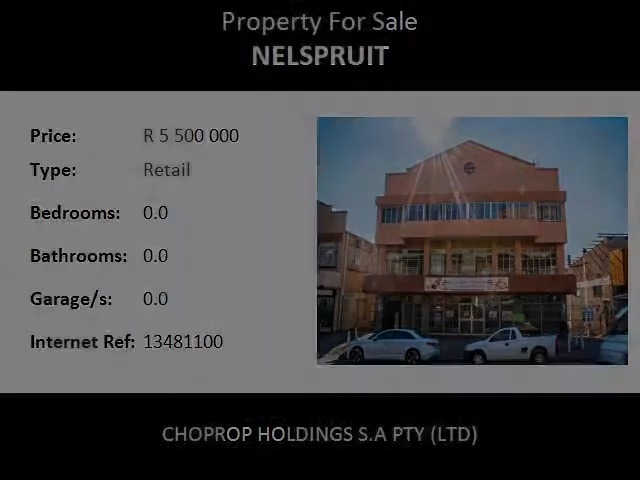 Property For Sale
NELSPRUIT
Price: R 5 500 000
Type: Retail
Bedrooms: 0.0
Bathrooms: 0.0
Garage/s: 0.0
Internet Ref: 13481100
CHOPROP HOLDINGS S.A PTY (LTD)